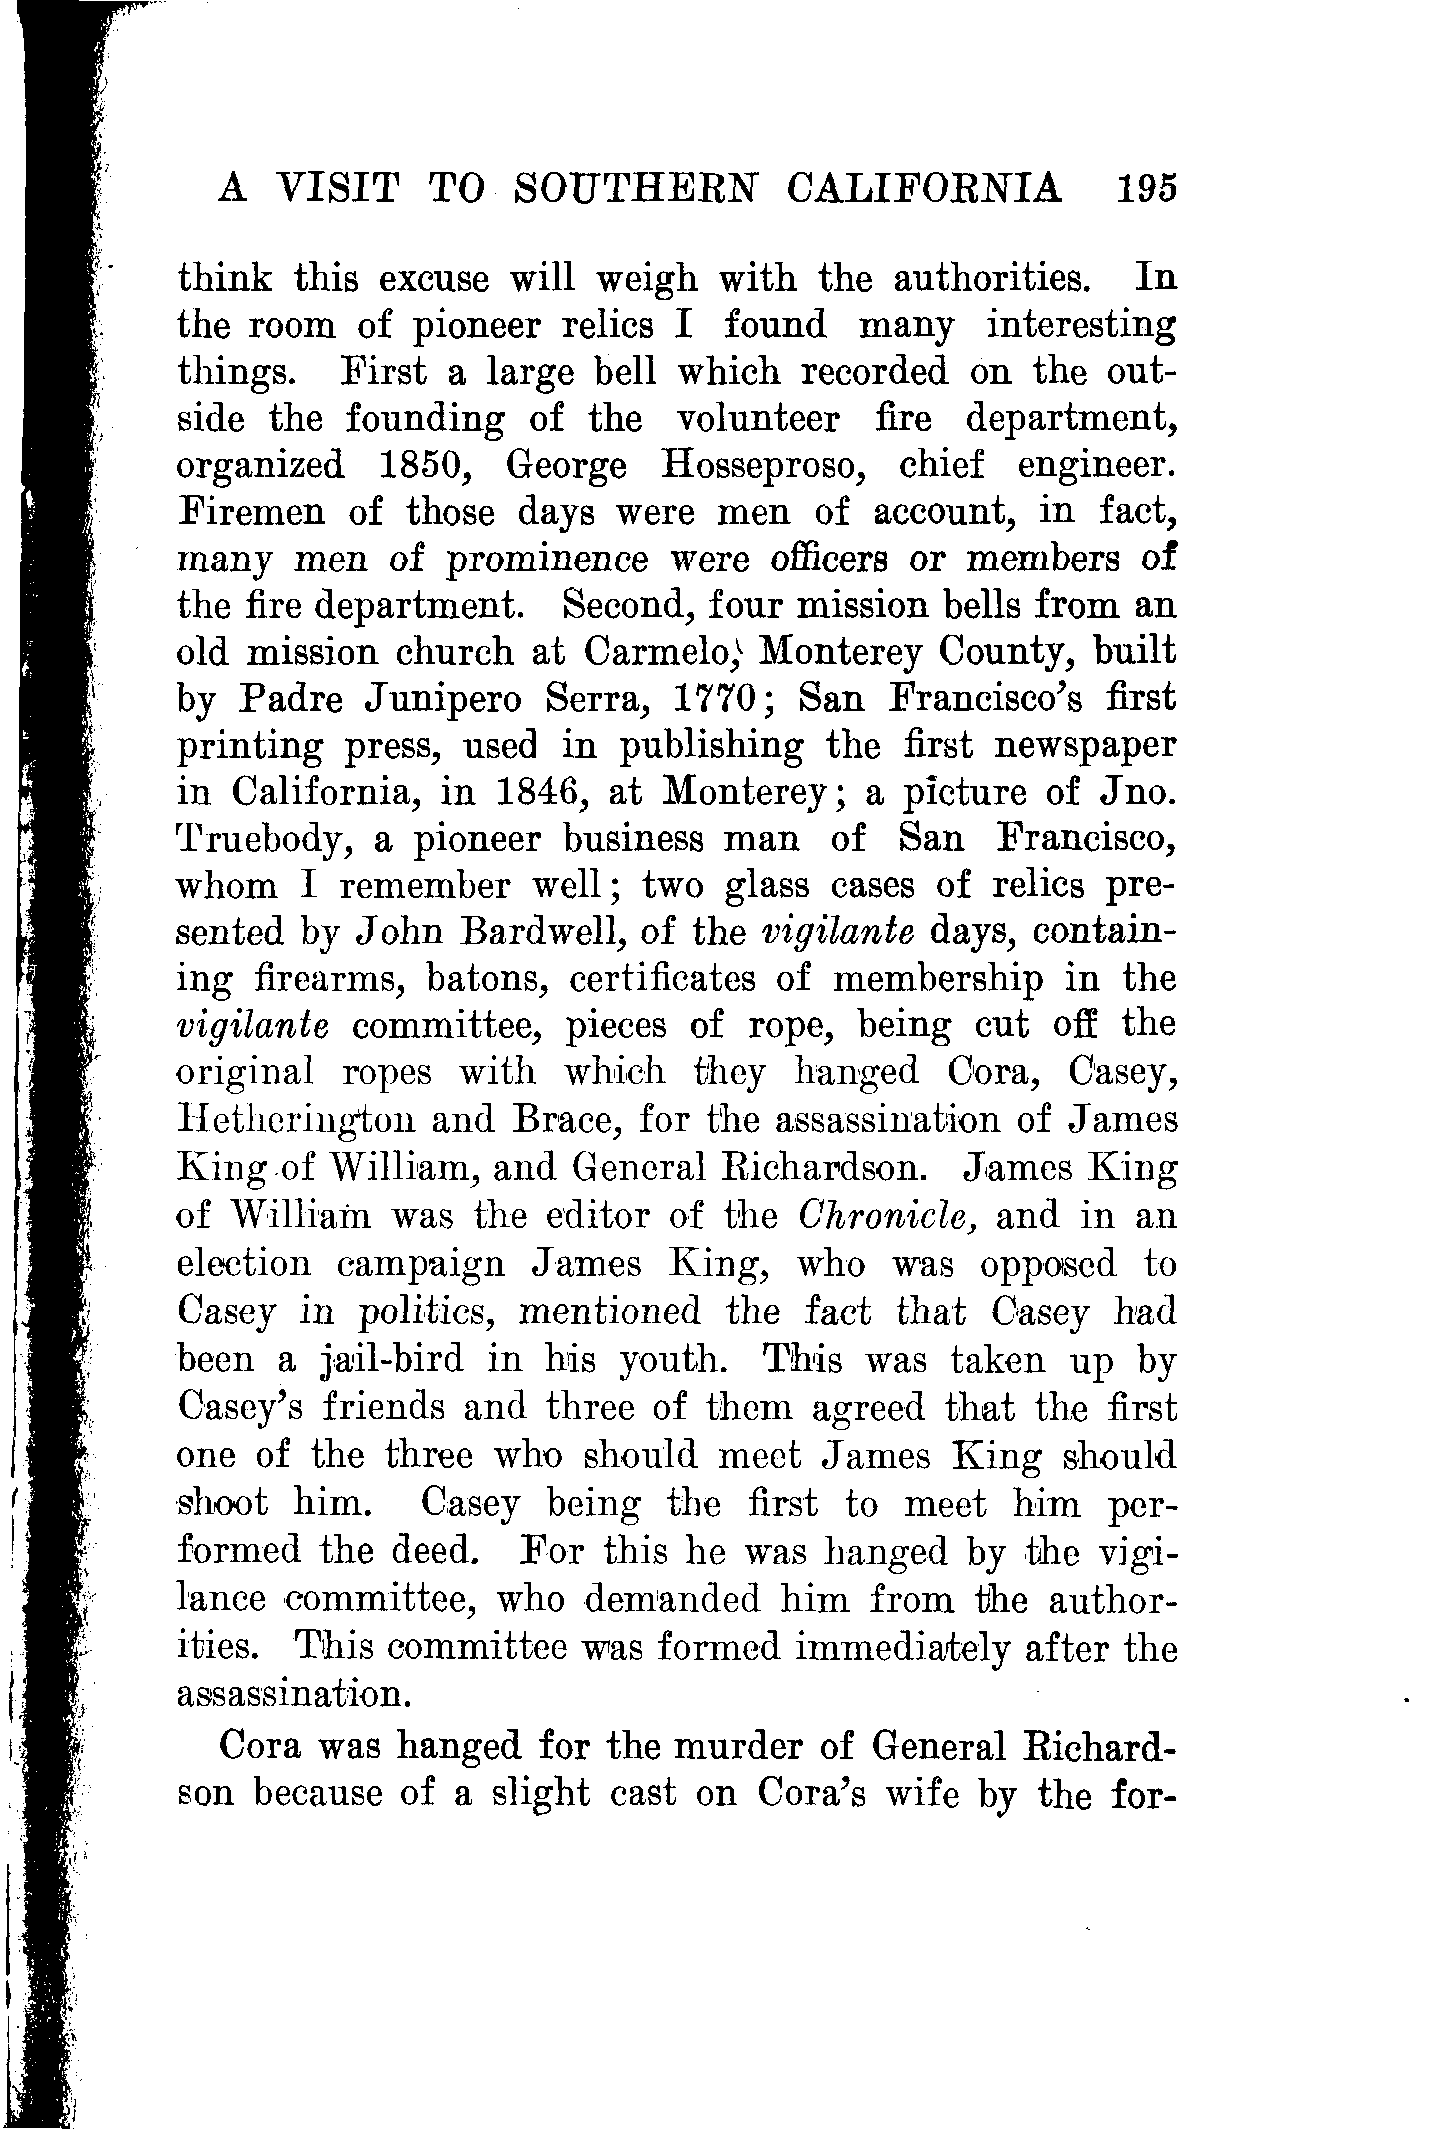 A VISIT TO SOUTHERN CALIFORNIA 195
think this excuse will weigh with the authorities. In
the room of pioneer relics I found many interesting
things. First a large bell which recorded on the out-
side the founding of the volunteer fire department,
organized 1850, George Hosseproso, chief engineer.
Firemen of those days were men of account, in fact,
many men of prominence were officers or members of
the fire department. Second, four mission bells from an
old mission church at Carmelo, Monterey County, built
by Padre Junipero Serra, 1770; San Francisco's first
printing press, used in publishing the first newspaper
in California, in 1846, at Monterey; a picture of Jno.
Truebody, a pioneer business man of San Francisco,
whom I remember well; two glass cases of relics pre-
sented by John Bardwell, of the vigilante days, contain-
ing firearms, batons, certificates of membership in the
vigilante committee, pieces of rope, being cut off the
original ropes with which they hanged Cora, Casey,
Hetherington and Brace, for the assassination of James
King of William, and General Richardson. James King
of William was the editor of the Chronicle, and in an
election campaign James King, who was opposed to
Casey in politics, mentioned the fact that Casey had
been a jail-bird in his youth. This was taken up by
Casey's friends and three of them agreed that the first
one of the three who should meet James King should
shoot him. Casey being the first to meet him per-
formed the deed. For this he was hanged by the vigi-
lance committee, who demanded him from the author-
ities. This committee was formed immediately after the
assassination.
Cora was hanged for the murder of General Richard-
son because of a slight cast on Cora's wife by the for-